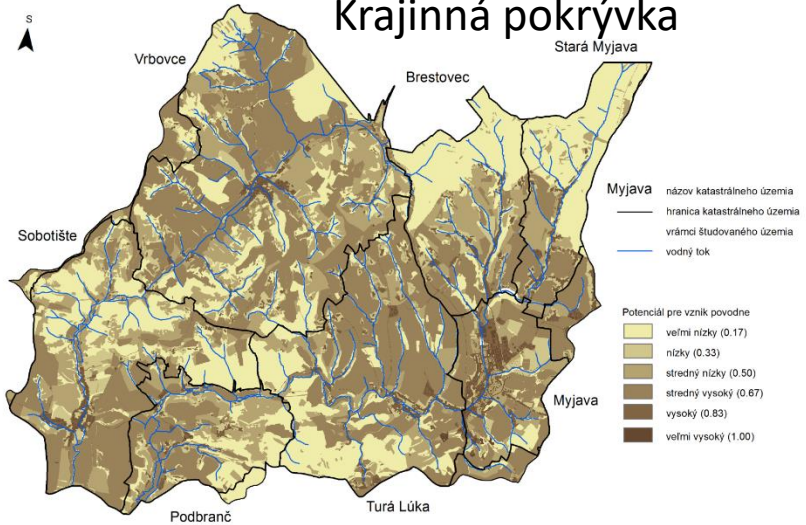 Krajinná pokrývka
S
Vrbovce
Brestovec
Stará Myjava
Sobotište
Myjava
Turá Lúka
Podbranč
Myjava názov katastrálneho územia
hranica katastrálneho územia
vrámci študovaného územia
vodný tok
Potenciál pre vznik povodne
veľmi nízky (0.17)
nízky (0.33)
stredný nízky (0.50)
stredný vysoký (0.67)
vysoký (0.83)
veľmi vysoký (1.00)